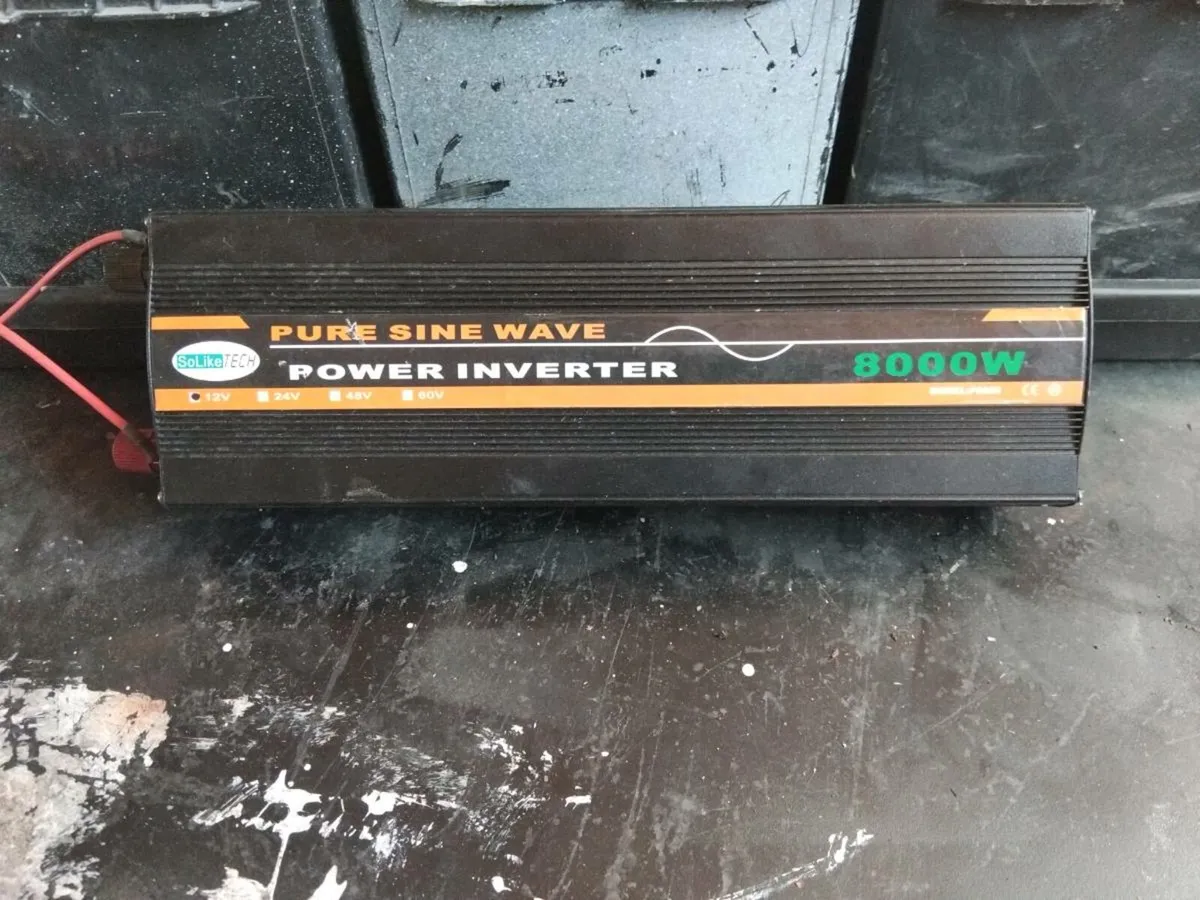 PURE SINE WAVE
SoLikeTECH
POWER INVERTER
8000W
12V 24V 48V 60V
CE